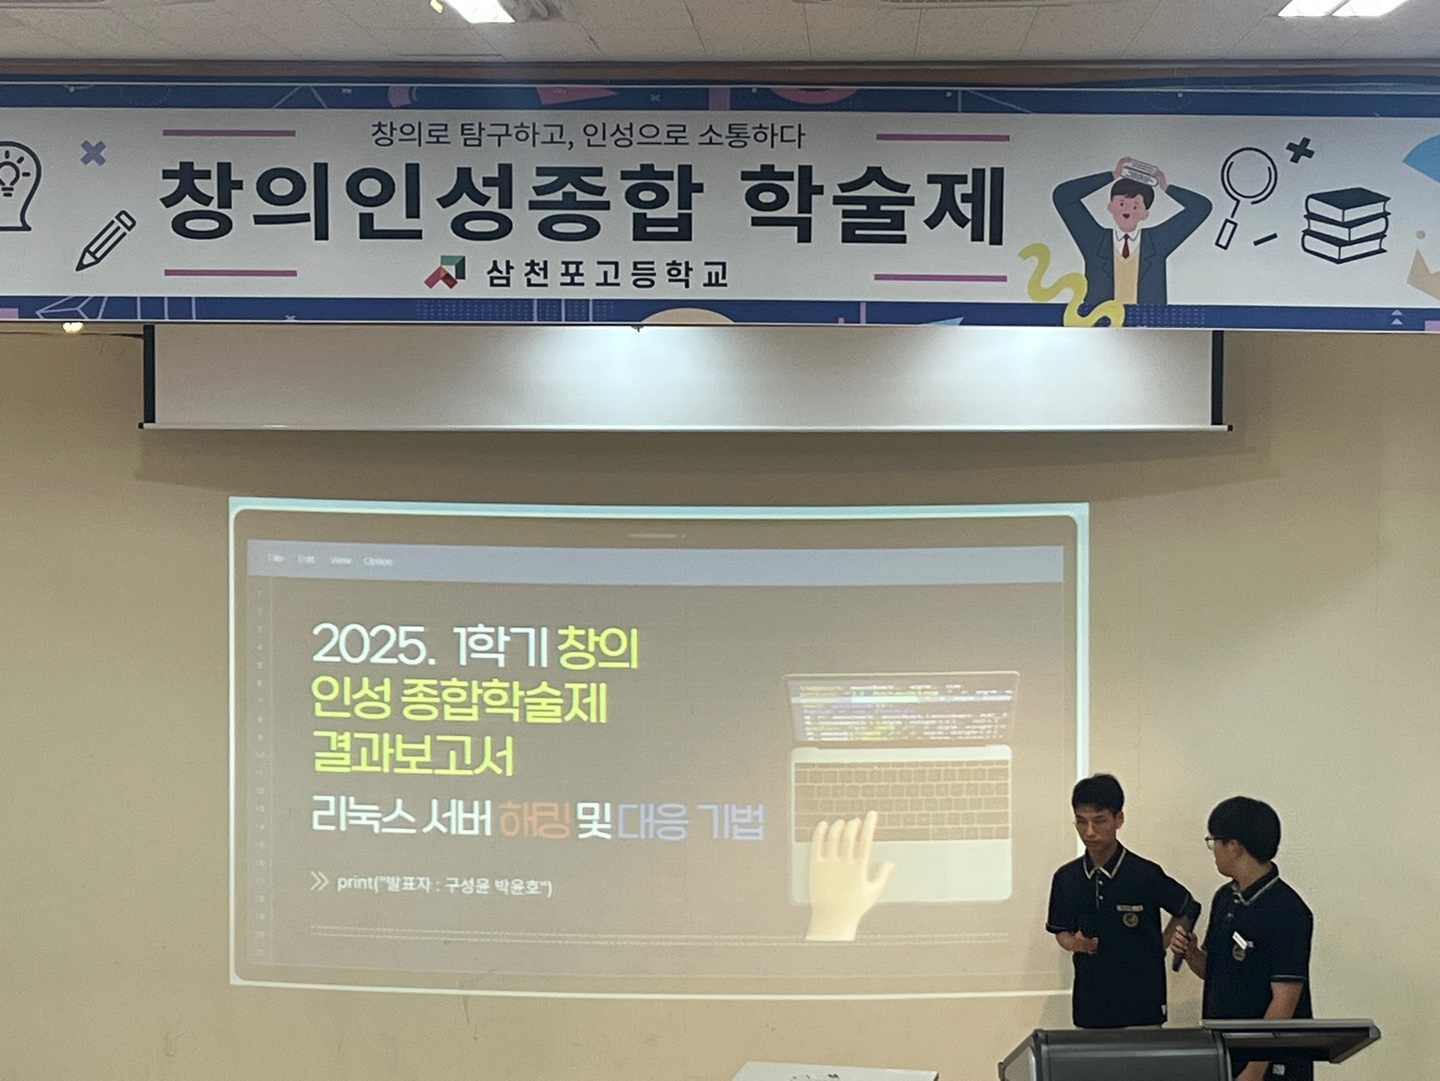 창의로 탐구하고, 인성으로 소통하다
창의인성종합 학술제
삼천포고등학교
File Edit View Option
2025. 1학기 창의
인성 종합학술제
결과보고서
리눅스 서버 해킹 및 대응 기법
print("발표자 : 구성윤 박윤호")